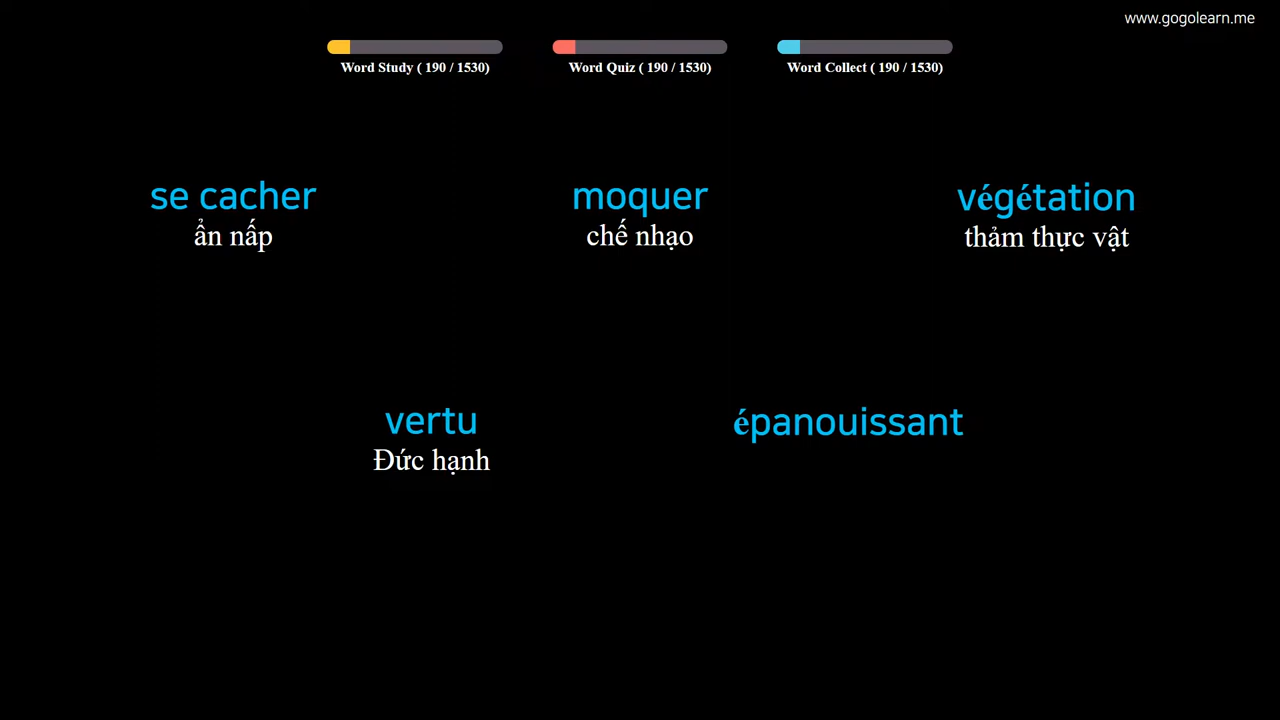 www.gogolearn.me
Word Study ( 190 / 1530)
Word Quiz ( 190 / 1530)
Word Collect ( 190 / 1530)
se cacher
ẩn nấp
moquer
chế nhạo
végétation
thảm thực vật
vertu
Đức hạnh
épanouissant